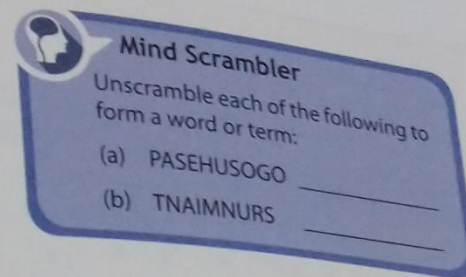 Mind Scrambler
Unscramble each of the following to
form a word or term:
(a) PASEHUSOGO
(b) TNAIMNURS